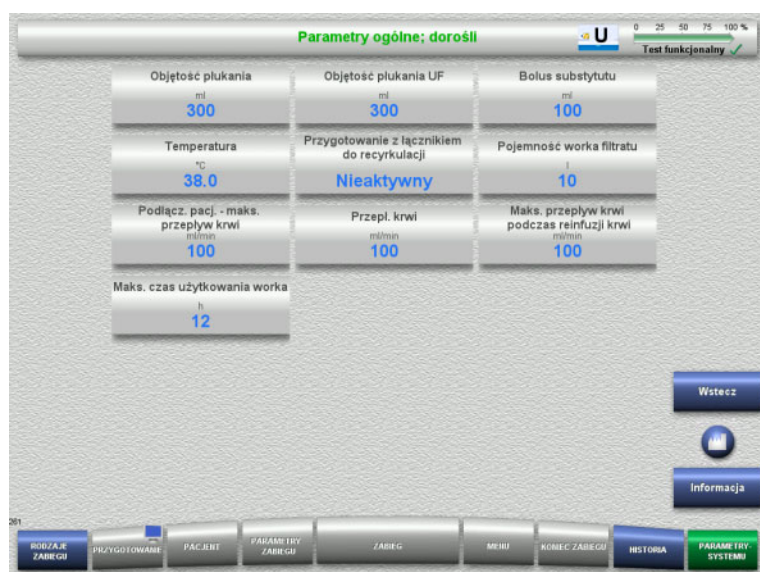 Parametry ogólne; dorośli
U
0 25 50 75 100 %
Test funkcjonalny
Objętość płukania
ml
300
Objętość płukania UF
ml
300
Bolus substytutu
ml
100
Temperatura
°C
38.0
Przygotowanie z łącznikiem
do recyrkulacji
Nieaktywny
Pojemność worka filtratu
l
10
Podłącz. pacj. - maks.
przepływ krwi
ml/min
100
Przepł. krwi
ml/min
100
Maks. przepływ krwi
podczas reinfuzji krwi
ml/min
100
Maks. czas użytkowania worka
h
12
Wstecz
Informacja
261
RODZAJE
ZABIEGU
PRZYGOTOWANIE
PACJENT
PARAMETRY
ZABIEGU
ZABIEG
MENU
KONIEC ZABIEGU
HISTORIA
PARAMETRY-
SYSTEMU